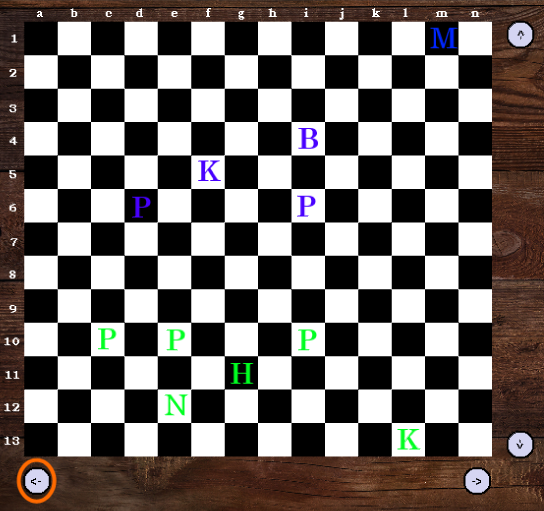 a b c d e f g h i j k l m n
1 M
2
3
4 B
5 K
6 P P
7
8
9
10 P P P
11 H
12 N
13 K
^
v
<- ->